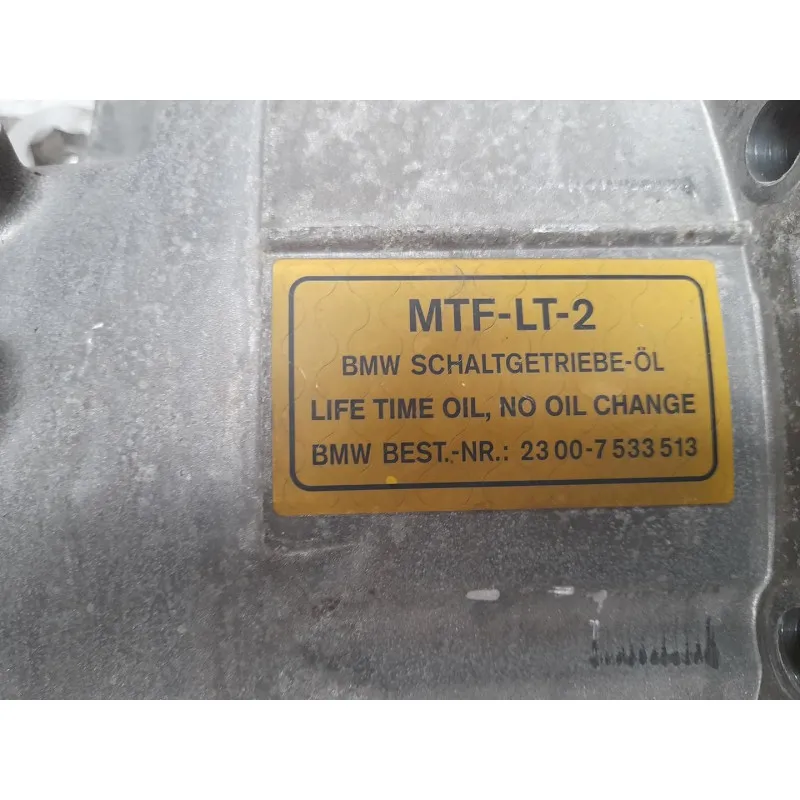 MTF-LT-2
BMW SCHALTGETRIEBE-ÖL
LIFE TIME OIL, NO OIL CHANGE
BMW BEST.-NR.: 23 00-7 533 513